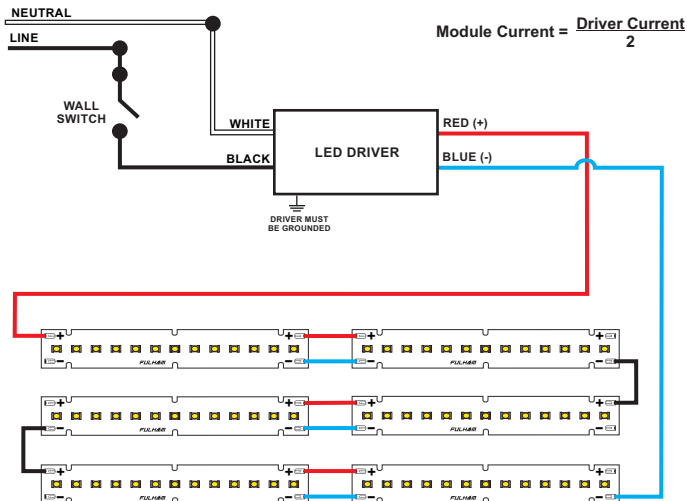 NEUTRAL
LINE
Module Current = Driver Current
2
WALL
SWITCH
WHITE
BLACK
LED DRIVER
RED (+)
BLUE (-)
DRIVER MUST
BE GROUNDED
+ + + +
- - - -
FULHAM FULHAM
+ + + +
- - - -
FULHAM FULHAM
+ + + +
- - - -
FULHAM FULHAM